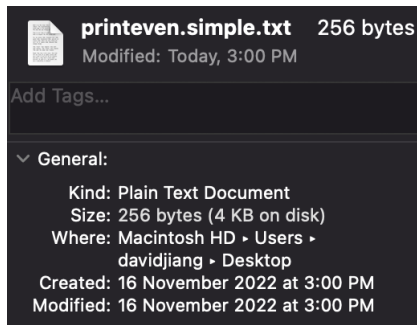 printeven.simple.txt 256 bytes
Modified: Today, 3:00 PM
Add Tags...
General:
Kind: Plain Text Document
Size: 256 bytes (4 KB on disk)
Where: Macintosh HD ▸ Users ▸
davidjiang ▸ Desktop
Created: 16 November 2022 at 3:00 PM
Modified: 16 November 2022 at 3:00 PM